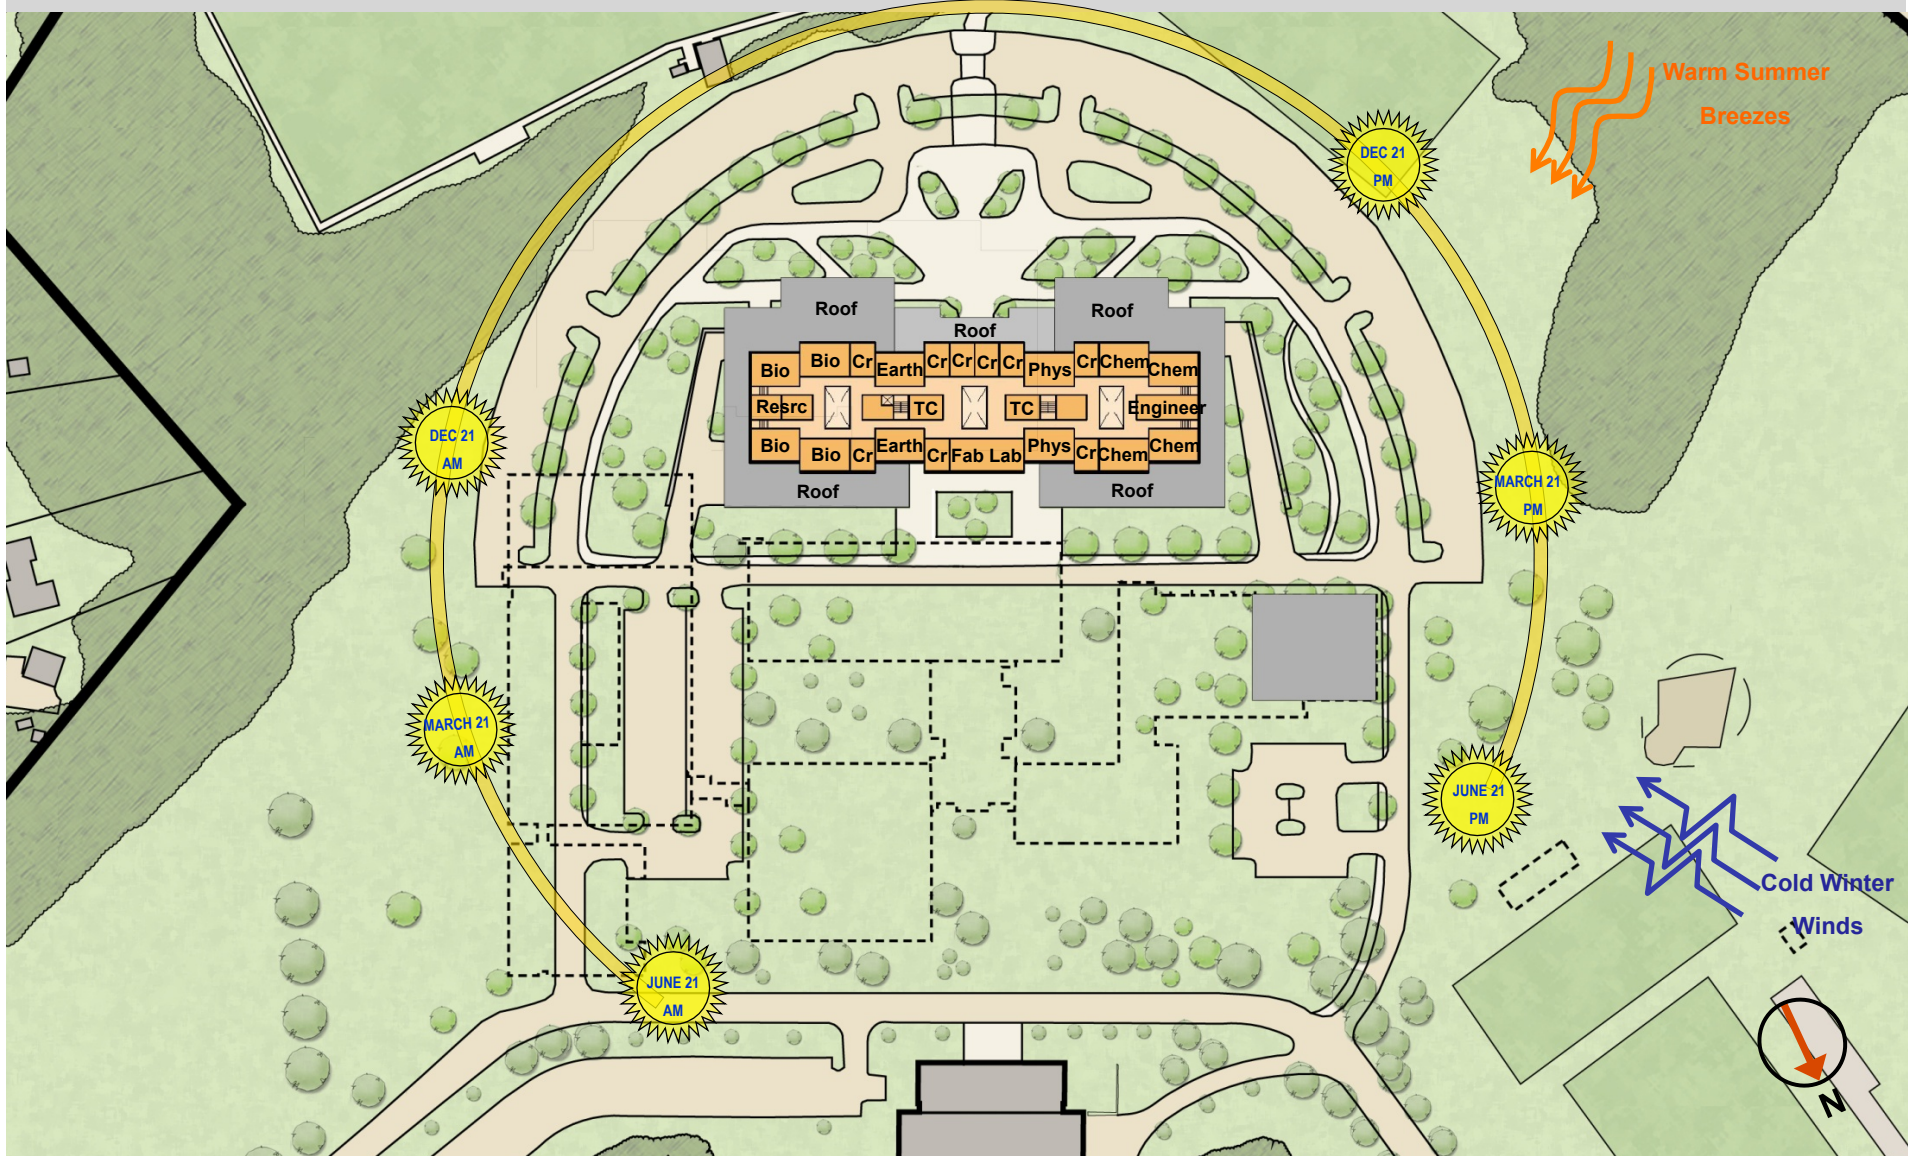 Warm Summer
Breezes
DEC 21
PM
Roof
Roof
Roof
Bio
Bio
Cr
Earth
Cr
Cr
Cr
Cr
Phys
Cr
Chem
Chem
Resrc
TC
TC
Engineer
Bio
Bio
Cr
Earth
Cr
Fab Lab
Phys
Cr
Chem
Chem
Roof
Roof
DEC 21
AM
MARCH 21
PM
MARCH 21
AM
JUNE 21
PM
Cold Winter
Winds
JUNE 21
AM
N